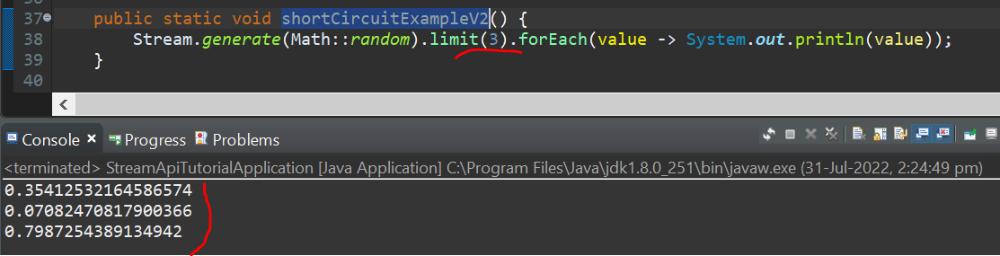 36
37 public static void shortCircuitExampleV2() {
38 Stream.generate(Math::random).limit(3).forEach(value -> System.out.println(value));
39 }
40
Console Progress Problems
<terminated> StreamApiTutorialApplication [Java Application] C:\Program Files\Java\jdk1.8.0_251\bin\javaw.exe (31-Jul-2022, 2:24:49 pm)
0.35412532164586574
0.07082470817900366
0.7987254389134942